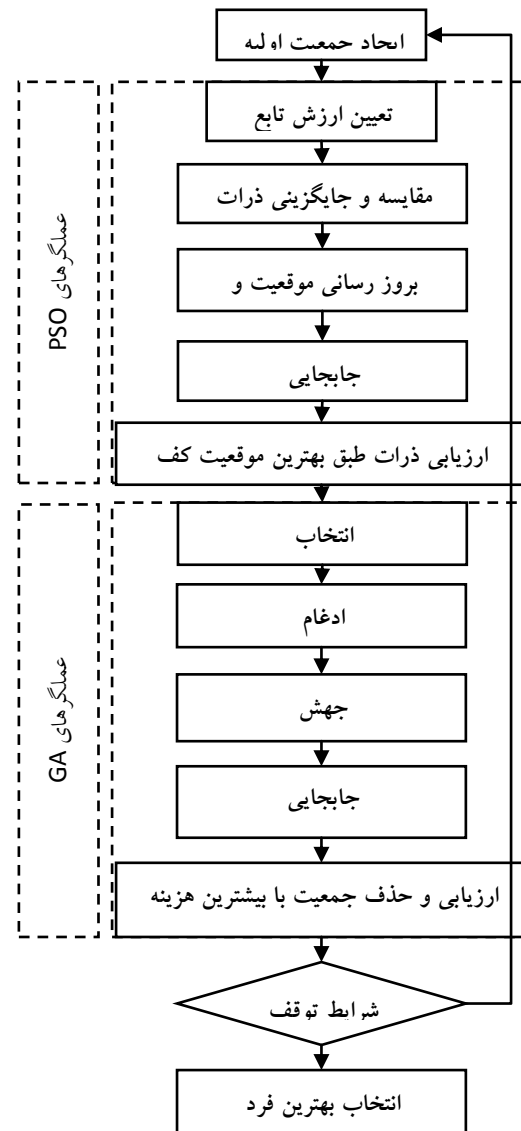 ایجاد جمعیت اولیه
تعیین ارزش تابع
مقایسه و جایگزینی ذرات
بروز رسانی موقعیت و
جابجایی
ارزیابی ذرات طبق بهترین موقعیت کف
عملگرهای PSO
انتخاب
ادغام
جهش
جابجایی
ارزیابی و حذف جمعیت با بیشترین هزینه
عملگرهای GA
شرایط توقف
انتخاب بهترین فرد